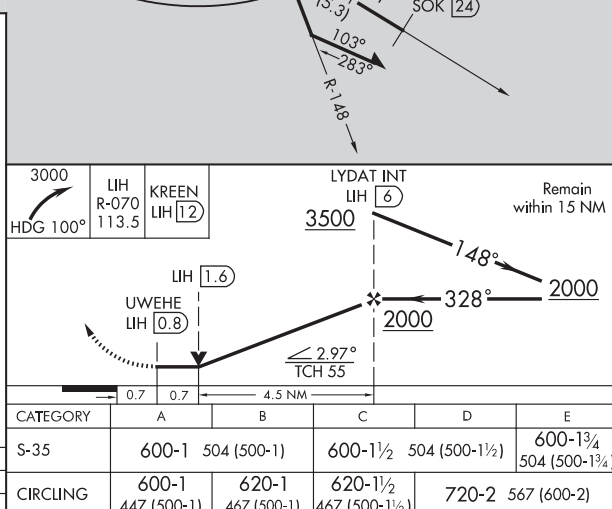 (5.3)
SOK 24
103°
283°
R-148
3000
HDG 100°
LIH
R-070
113.5
KREEN
LIH 12
LYDAT INT
LIH 6
3500
Remain
within 15 NM
148°
2000
328°
2000
LIH 1.6
UWEHE
LIH 0.8
2.97°
TCH 55
0.7 0.7 4.5 NM
CATEGORY A B C D E
S-35 600-1 504 (500-1) 600-1½ 504 (500-1½) 600-1¾ 504 (500-1¾)
CIRCLING 600-1 447 (500-1) 620-1 467 (500-1) 620-1½ 467 (500-1½) 720-2 567 (600-2)